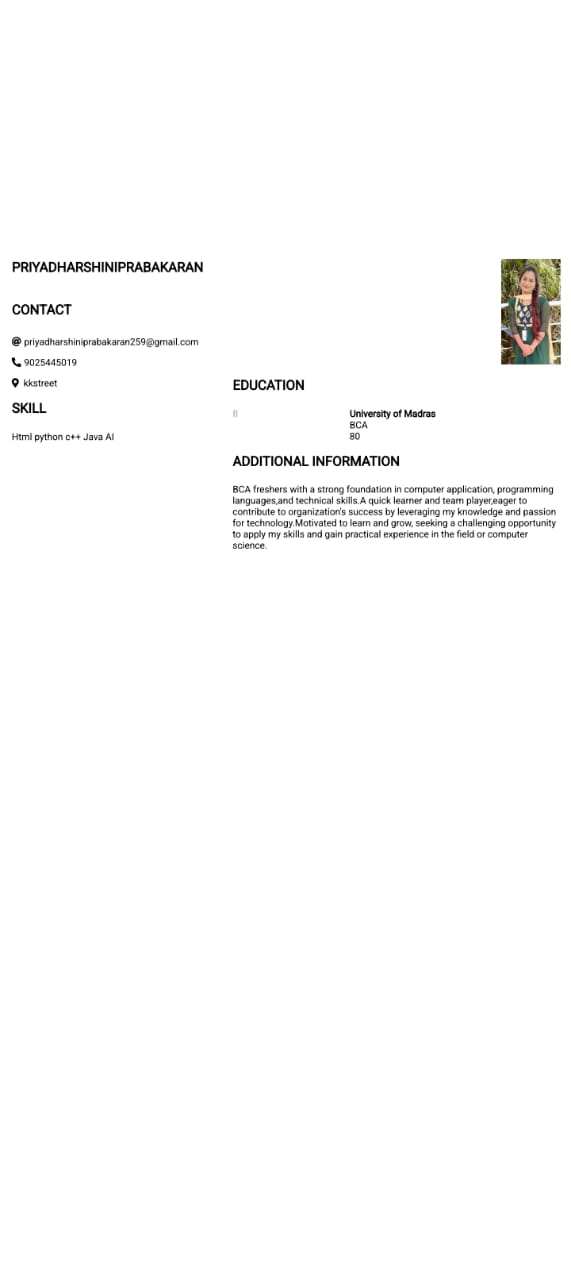 PRIYADHARSHINIPRABAKARAN
CONTACT
priyadharshiniprabakaran259@gmail.com
9025445019
kkstreet
SKILL
Html python c++ Java AI
EDUCATION
||
University of Madras
BCA
80
ADDITIONAL INFORMATION
BCA freshers with a strong foundation in computer application, programming
languages,and technical skills.A quick learner and team player,eager to
contribute to organization's success by leveraging my knowledge and passion
for technology.Motivated to learn and grow, seeking a challenging opportunity
to apply my skills and gain practical experience in the field or computer
science.